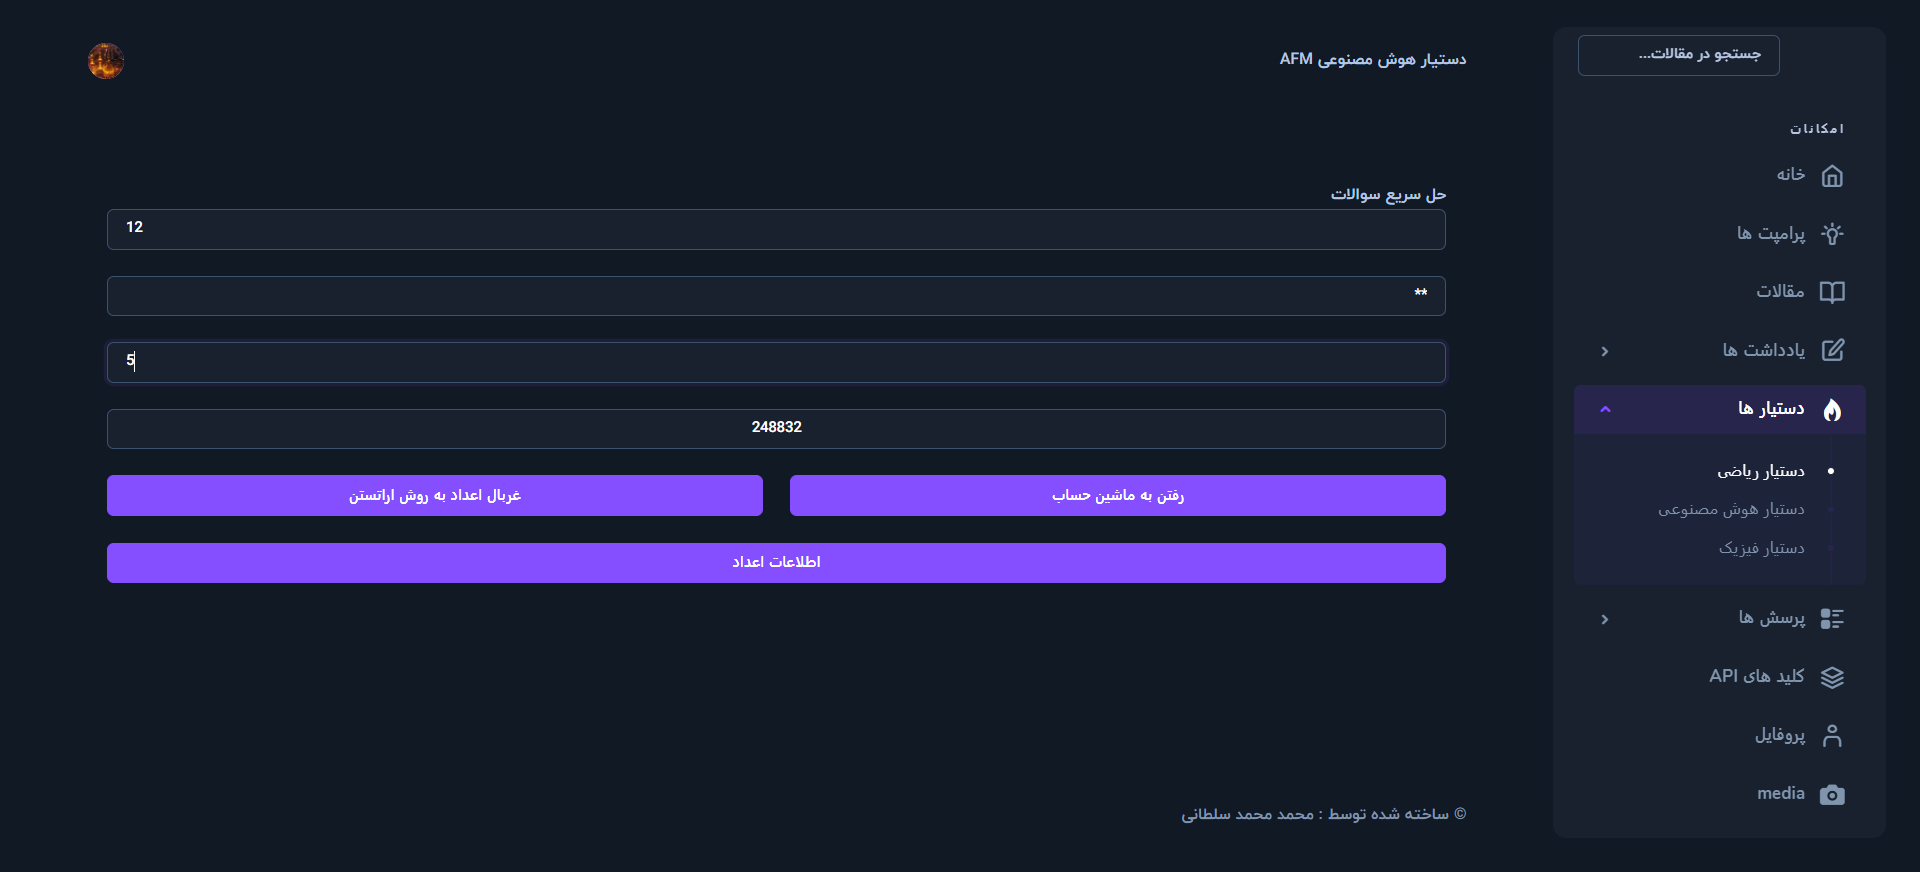 جستجو در مقالات...
امکانات
خانه
پرامپت ها
مقالات
یادداشت ها
دستیار ها
دستیار ریاضی
دستیار هوش مصنوعی
دستیار فیزیک
پرسش ها
کلید های API
پروفایل
media
دستیار هوش مصنوعی AFM
حل سریع سوالات
12
**
5
248832
رفتن به ماشین حساب
غربال اعداد به روش اراتستن
اطلاعات اعداد
© ساخته شده توسط : محمد محمد سلطانی